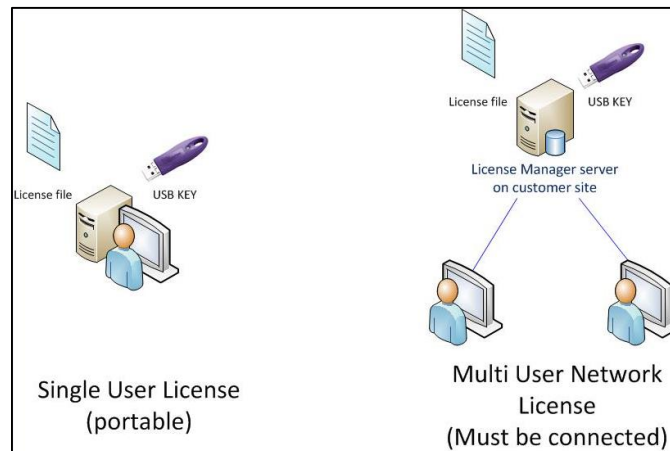 License file
USB KEY
Single User License
(portable)
License file
USB KEY
License Manager server
on customer site
Multi User Network
License
(Must be connected)